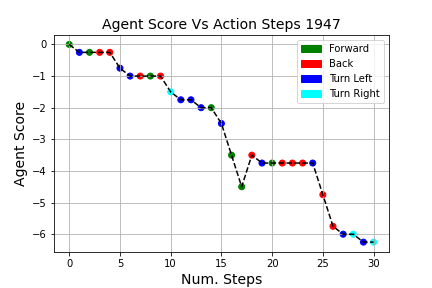 Agent Score Vs Action Steps 1947
Agent Score
0
−1
−2
−3
−4
−5
−6
Forward
Back
Turn Left
Turn Right
0 5 10 15 20 25 30
Num. Steps